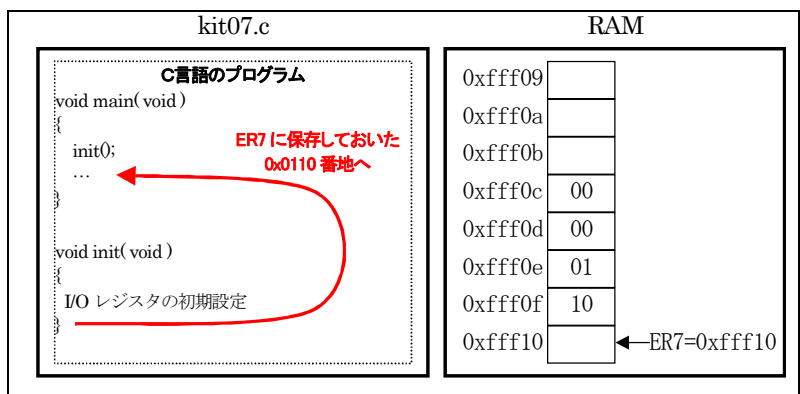 kit07.c
C言語のプログラム
void main( void )
{
init();
…
}
ER7 に保存しておいた
0x0110 番地へ
void init( void )
{
I/O レジスタの初期設定
}
RAM
0xfff09
0xfff0a
0xfff0b
0xfff0c 00
0xfff0d 00
0xfff0e 01
0xfff0f 10
0xfff10 ER7=0xfff10